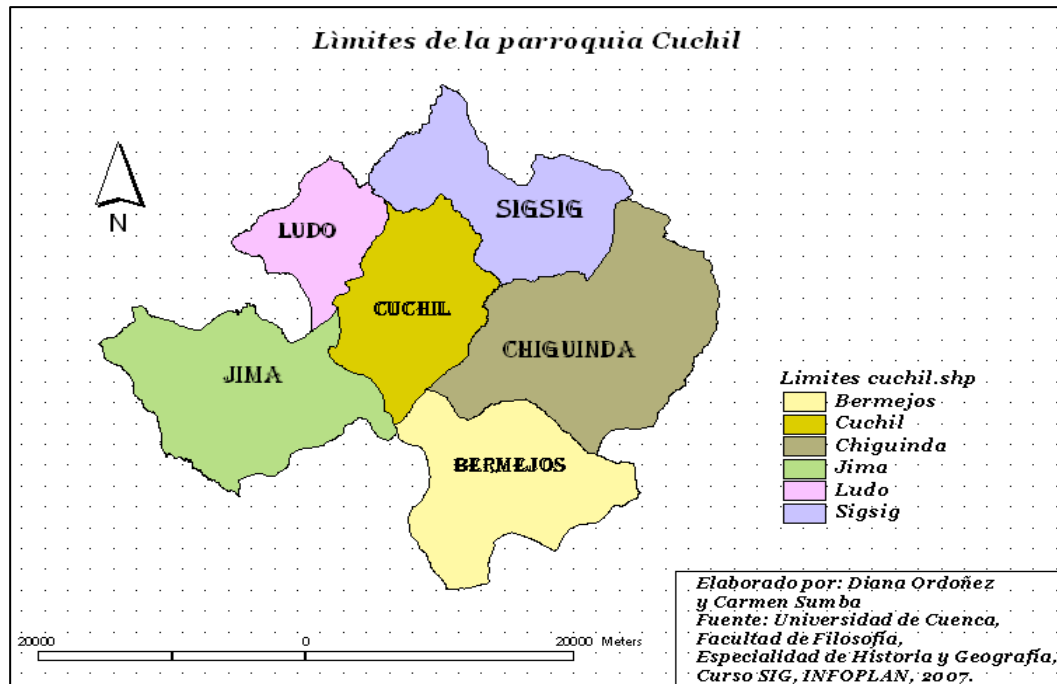 Lìmites de la parroquia Cuchil
N
SIGSIG
LUDO
CUCHIL
CHIGUINDA
JIMA
BERMEJOS
Limites cuchil.shp
Bermejos
Cuchil
Chiguinda
Jima
Ludo
Sigsig
20000 0 20000 Meters
Elaborado por: Diana Ordoñez
y Carmen Sumba
Fuente: Universidad de Cuenca,
Facultad de Filosofía,
Especialidad de Historia y Geografía,
Curso SIG, INFOPLAN, 2007.